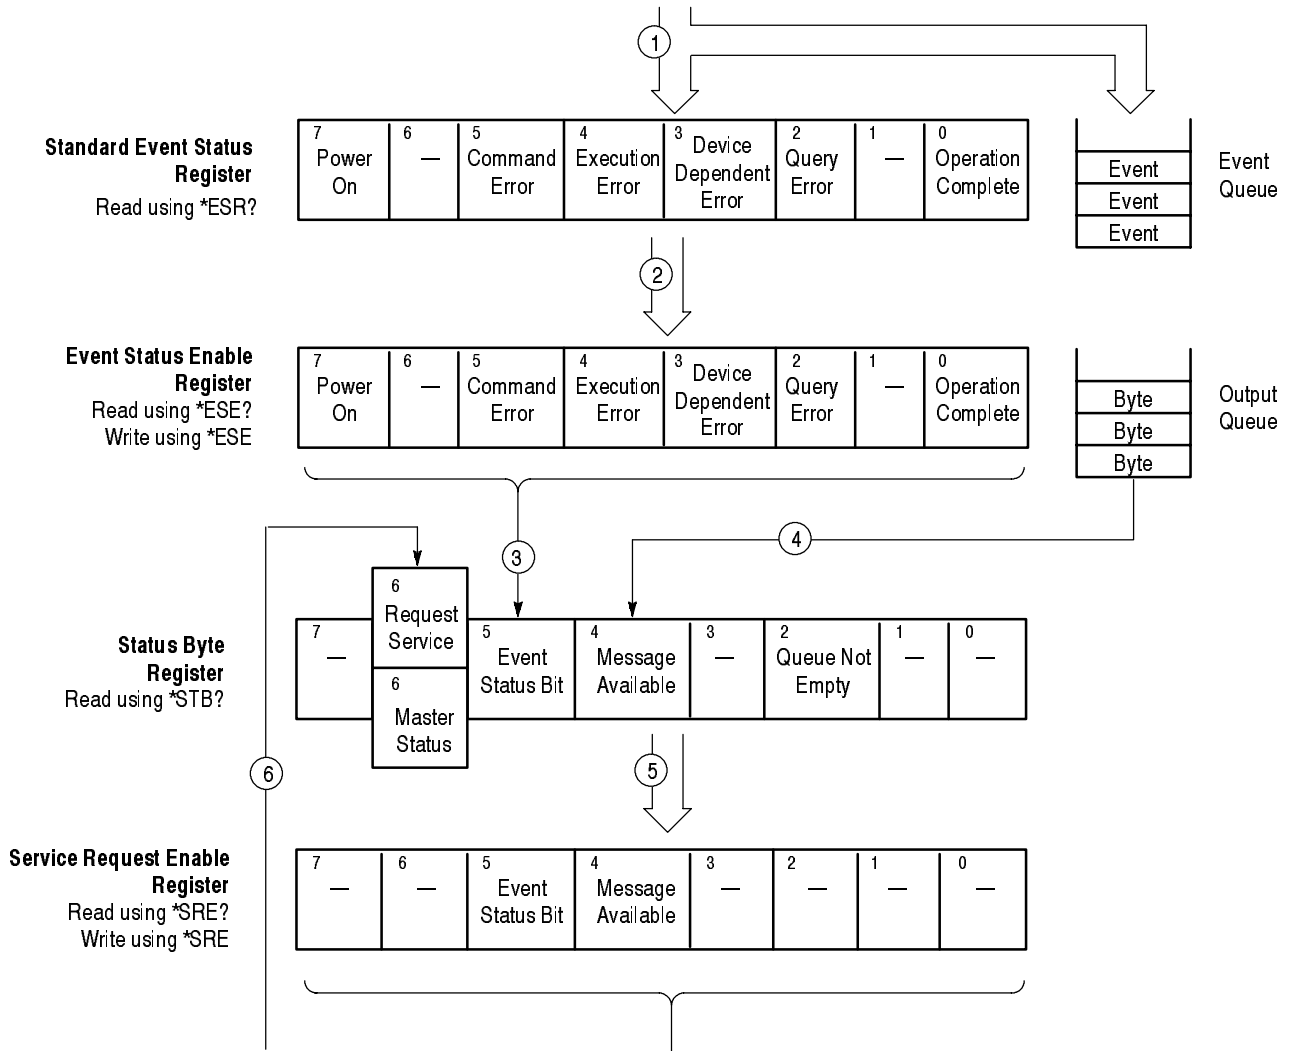 1
Standard Event Status
Register
Read using *ESR?
7 6 5 4 3 2 1 0
Power
On
—
Command
Error
Execution
Error
Device
Dependent
Error
Query
Error
—
Operation
Complete
Event
Event
Event
Event
Queue
2
Event Status Enable
Register
Read using *ESE?
Write using *ESE
7 6 5 4 3 2 1 0
Power
On
—
Command
Error
Execution
Error
Device
Dependent
Error
Query
Error
—
Operation
Complete
Byte
Byte
Byte
Output
Queue
3
4
Status Byte
Register
Read using *STB?
7
—
6
Request
Service
6
Master
Status
5
Event
Status Bit
4
Message
Available
3
—
2
Queue Not
Empty
1
—
0
—
6
5
Service Request Enable
Register
Read using *SRE?
Write using *SRE
7
—
6
—
5
Event
Status Bit
4
Message
Available
3
—
2
—
1
—
0
—